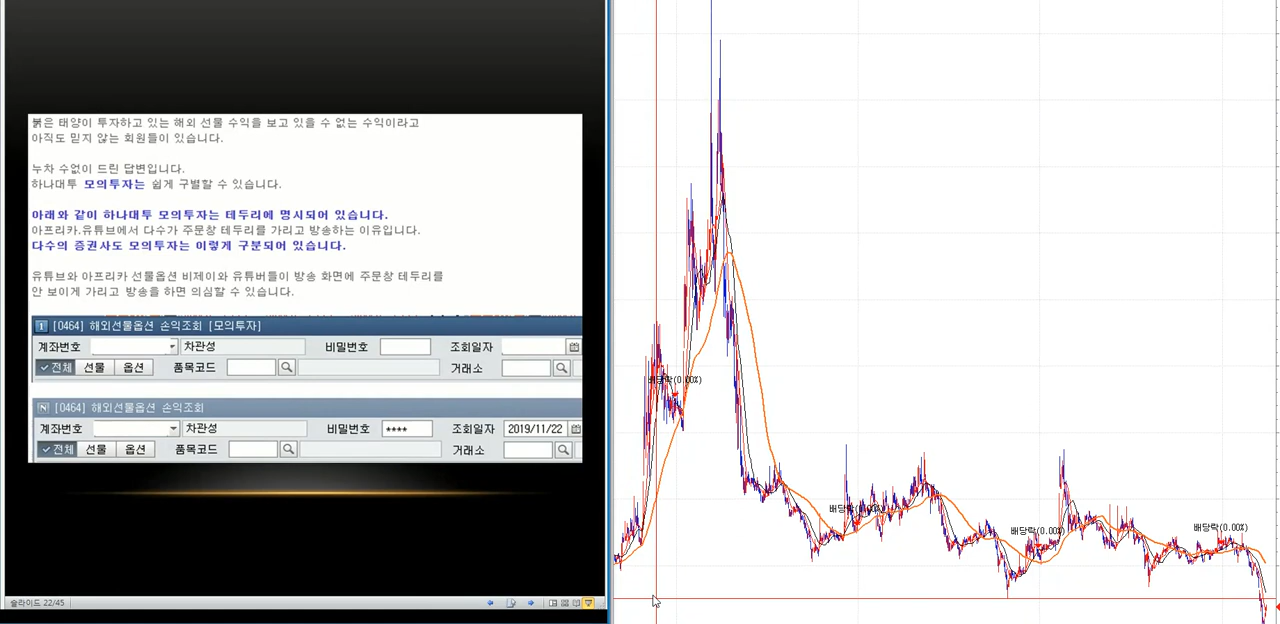 붉은 태양이 투자하고 있는 해외 선물 수익을 보고 있을 수 없는 수익이라고
아직도 믿지 않는 회원들이 있습니다.
누차 수없이 드린 답변입니다.
하나대투 모의투자는 쉽게 구별할 수 있습니다.
아래와 같이 하나대투 모의투자는 테두리에 명시되어 있습니다.
아프리카.유튜브에서 다수가 주문창 테두리를 가리고 방송하는 이유입니다.
다수의 증권사도 모의투자는 이렇게 구분되어 있습니다.
유튜브와 아프리카 선물옵션 비제이와 유튜버들이 방송 화면에 주문창 테두리를
안 보이게 가리고 방송을 하면 의심할 수 있습니다.
1 [0464] 해외선물옵션 손익조회 [모의투자]
계좌번호 차관성 비밀번호 조회일자
✓전체 선물 옵션 품목코드 거래소
N [0464] 해외선물옵션 손익조회
계좌번호 차관성 비밀번호 **** 조회일자 2019/11/22
✓전체 선물 옵션 품목코드 거래소
슬라이드 22/45
배당락(0.00%)
배당락(0.00%)
배당락(0.00%)
배당락(0.00%)